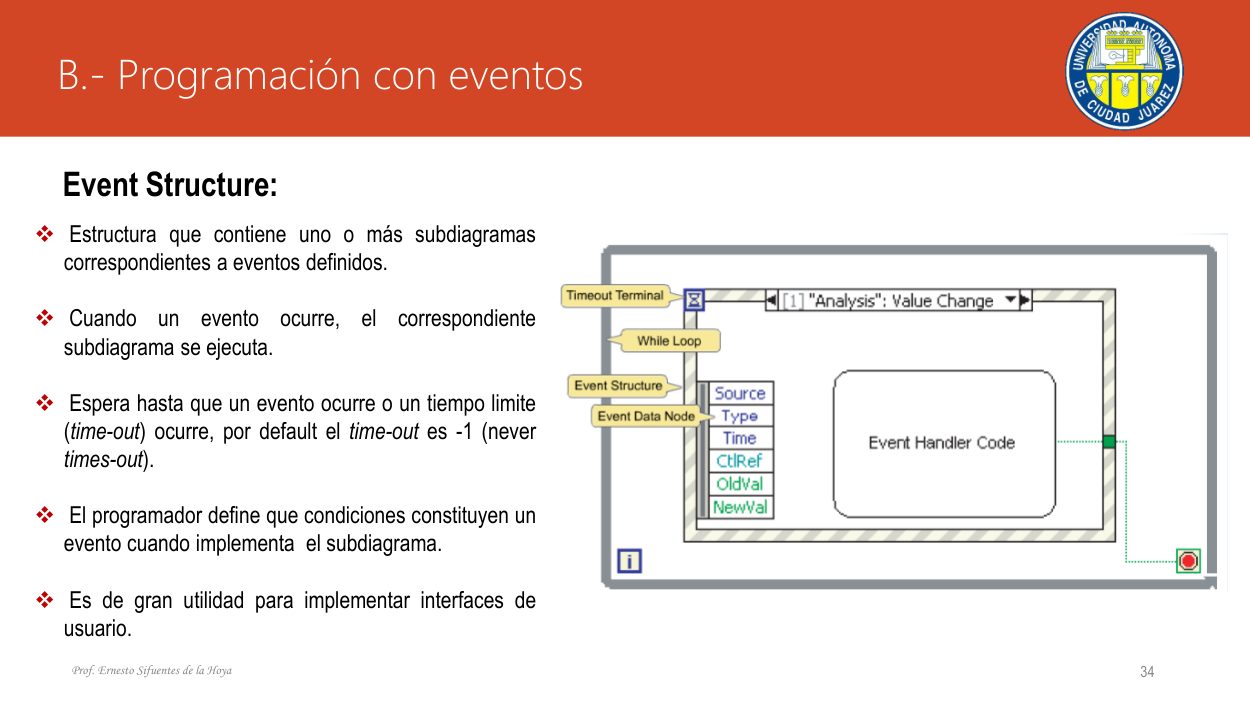 B.- Programación con eventos
UNIVERSIDAD AUTONOMA
DE CIUDAD JUAREZ
Event Structure:
❖ Estructura que contiene uno o más subdiagramas
correspondientes a eventos definidos.
❖ Cuando un evento ocurre, el correspondiente
subdiagrama se ejecuta.
❖ Espera hasta que un evento ocurre o un tiempo limite
(time-out) ocurre, por default el time-out es -1 (never
times-out).
❖ El programador define que condiciones constituyen un
evento cuando implementa el subdiagrama.
❖ Es de gran utilidad para implementar interfaces de
usuario.
Timeout Terminal
[1] "Analysis": Value Change
While Loop
Event Structure
Event Data Node
Source
Type
Time
CtlRef
OldVal
NewVal
Event Handler Code
i
Prof. Ernesto Sifuentes de la Hoya
34